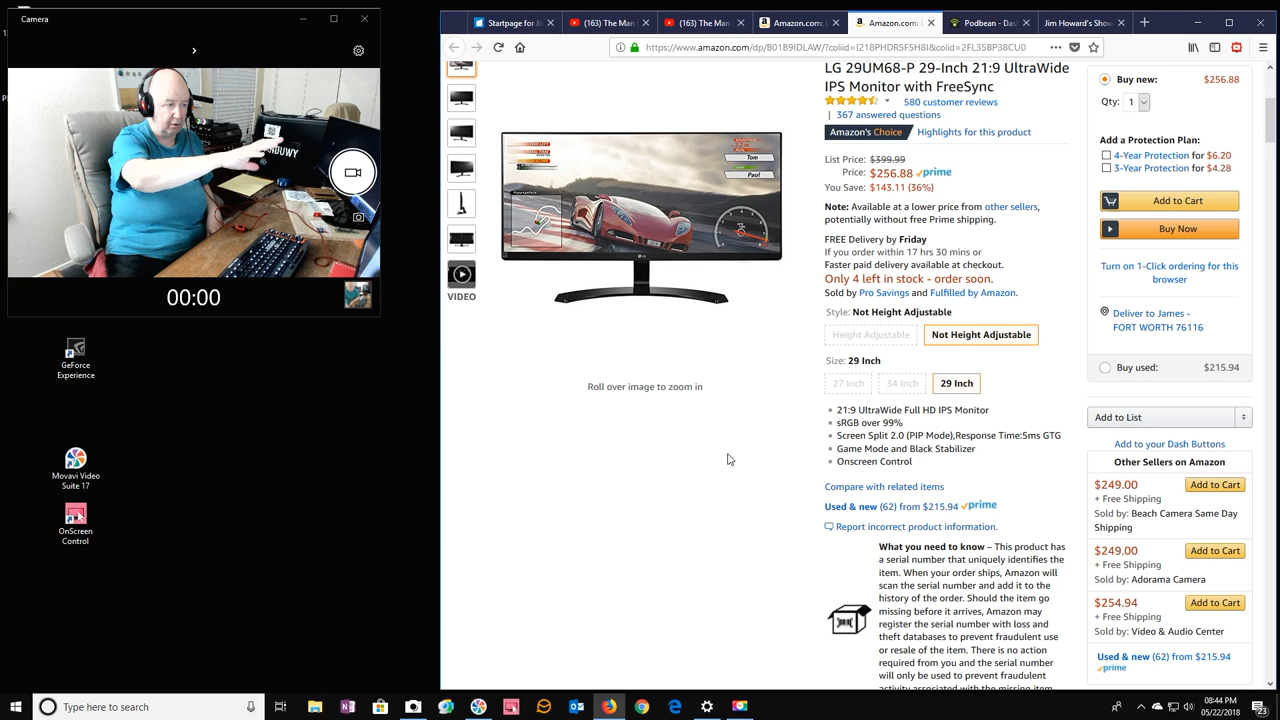 Camera
00:00
GeForce
Experience
Movavi Video
Suite 17
OnScreen
Control
Startpage for J
(163) The Man
(163) The Man
Amazon.com:
Amazon.com:
Podbean - Das
Jim Howard's Show
https://www.amazon.com/dp/B01B9IDLAW/?coliid=I218PHDR5F5H8I&colid=2FL35BP38CU0
LG 29UM68-P 29-Inch 21:9 UltraWide
IPS Monitor with FreeSync
580 customer reviews
| 367 answered questions
Amazon's Choice Highlights for this product
List Price: $399.99
Price: $256.88 prime
You Save: $143.11 (36%)
Note: Available at a lower price from other sellers,
potentially without free Prime shipping.
FREE Delivery by Friday
If you order within 17 hrs 30 mins or
Faster paid delivery available at checkout.
Only 4 left in stock - order soon.
Sold by Pro Savings and Fulfilled by Amazon.
Style: Not Height Adjustable
Height Adjustable Not Height Adjustable
Size: 29 Inch
27 Inch 34 Inch 29 Inch
21:9 UltraWide Full HD IPS Monitor
sRGB over 99%
Screen Split 2.0 (PIP Mode),Response Time:5ms GTG
Game Mode and Black Stabilizer
Onscreen Control
Compare with related items
Used & new (62) from $215.94 prime
Report incorrect product information.
What you need to know – This product has
a serial number that uniquely identifies the
item. When your order ships, Amazon will
scan the serial number and add it to the
history of the order. Should the item go
missing before it arrives, Amazon may
register the serial number with loss and
theft databases to prevent fraudulent use
or resale of the item. There is no action
required from you and the serial number
will only be used to prevent fraudulent
activity associated with the missing item
VIDEO
Tom
Paul
LG
Roll over image to zoom in
Buy new: $256.88
Qty: 1
Add a Protection Plan:
4-Year Protection for $6.20
3-Year Protection for $4.28
Add to Cart
Buy Now
Turn on 1-Click ordering for this
browser
Deliver to James -
FORT WORTH 76116
Buy used: $215.94
Add to List
Add to your Dash Buttons
Other Sellers on Amazon
$249.00 Add to Cart
+ Free Shipping
Sold by: Beach Camera Same Day
Shipping
$249.00 Add to Cart
+ Free Shipping
Sold by: Adorama Camera
$254.94 Add to Cart
+ Free Shipping
Sold by: Video & Audio Center
Used & new (62) from $215.94
prime
Type here to search
08:44 PM
05/22/2018
23